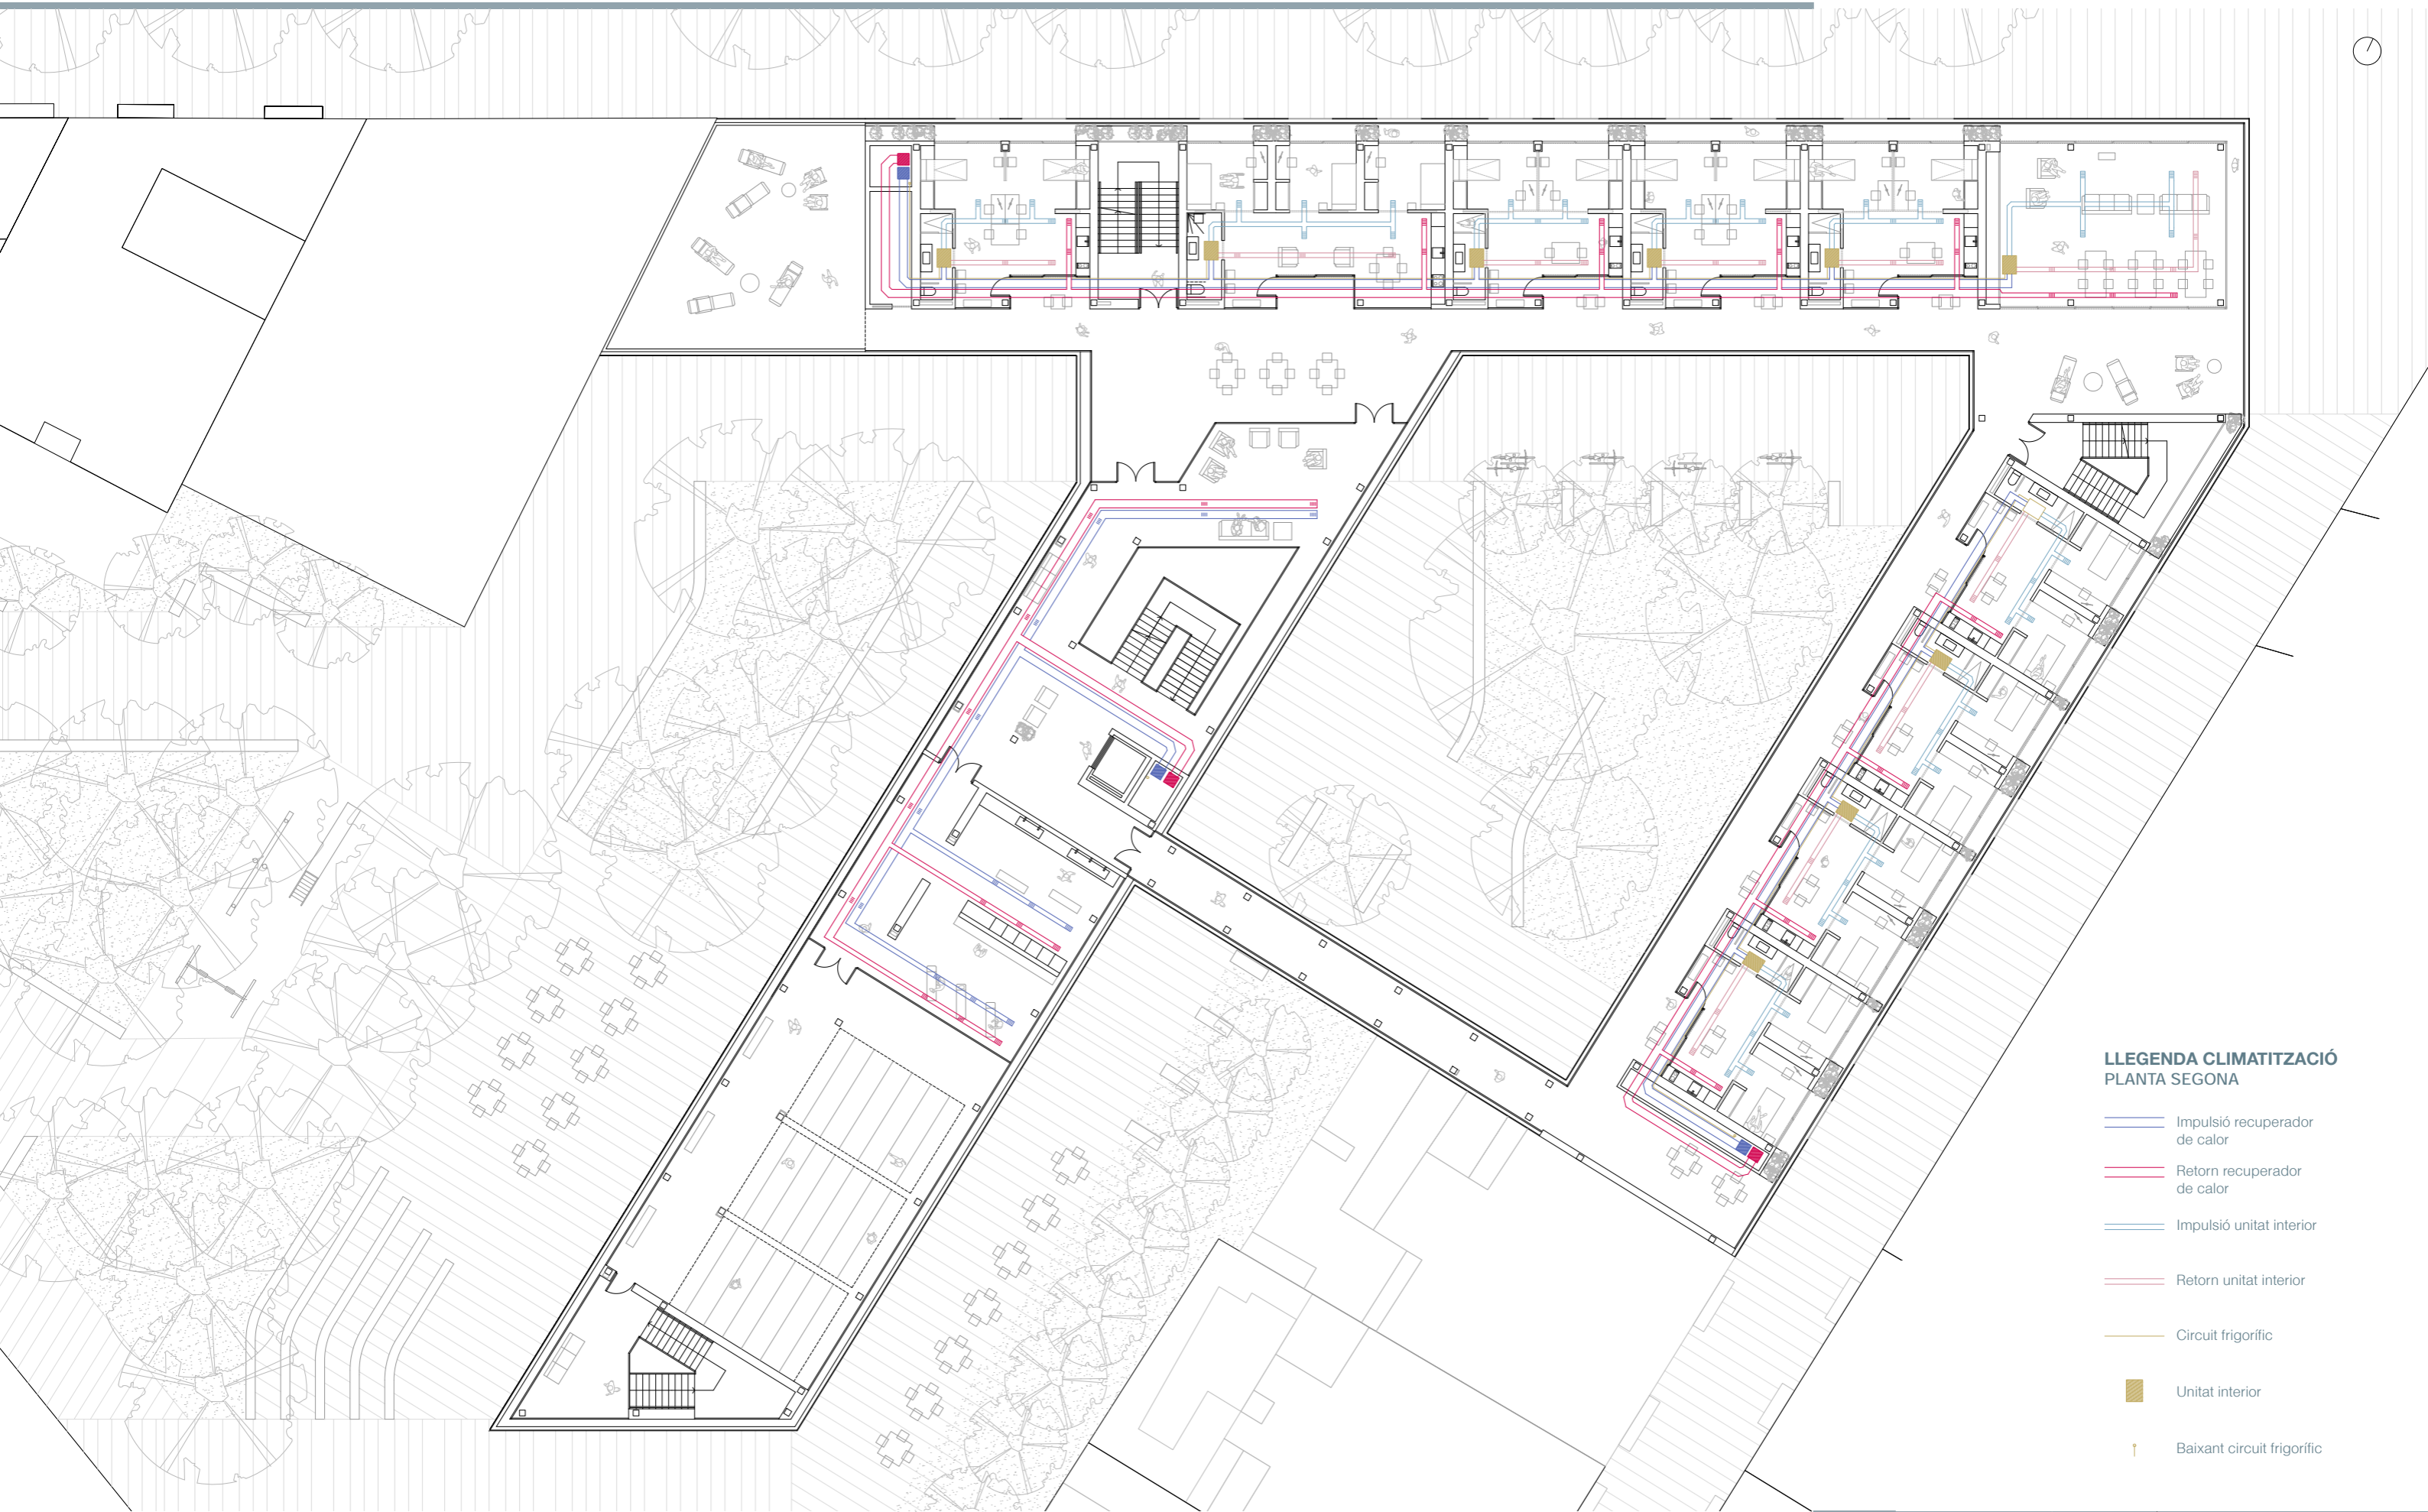 LLEGENDA CLIMATITZACIÓ
PLANTA SEGONA
Impulsió recuperador
de calor
Retorn recuperador
de calor
Impulsió unitat interior
Retorn unitat interior
Circuit frigorífic
Unitat interior
Baixant circuit frigorífic